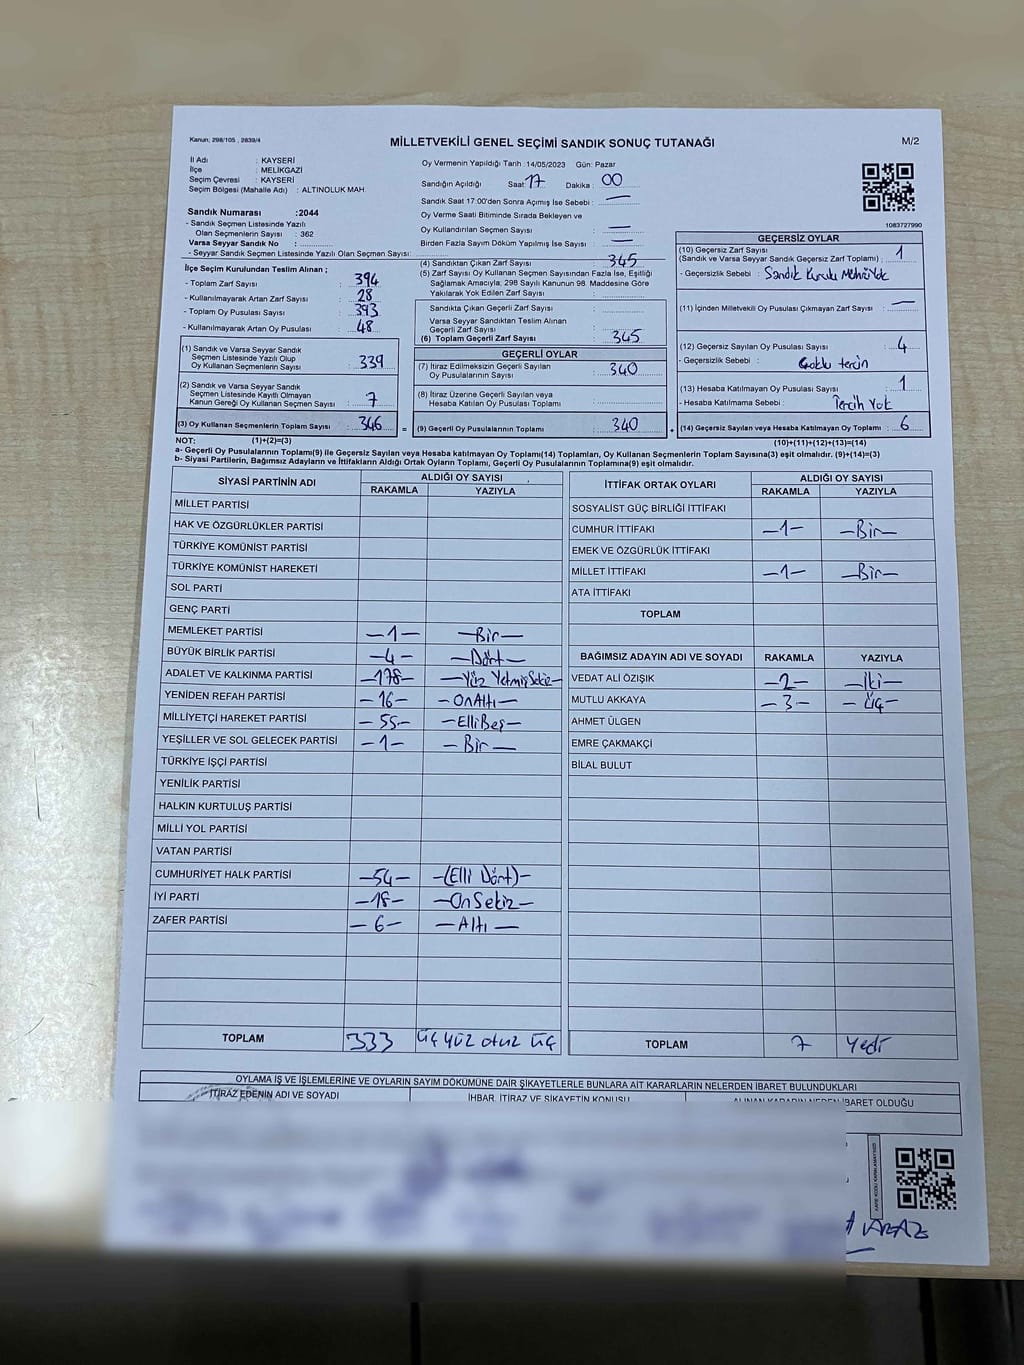 Kanun; 298/105 , 2839/4
MİLLETVEKİLİ GENEL SEÇİMİ SANDIK SONUÇ TUTANAĞI
M/2
İl Adı : KAYSERİ
İlçe : MELİKGAZİ
Seçim Çevresi : KAYSERİ
Seçim Bölgesi (Mahalle Adı) : ALTINOLUK MAH.
Oy Vermenin Yapıldığı Tarih :14/05/2023 Gün: Pazar
Sandığın Açıldığı Saat: 17 Dakika : 00
Sandık Saat 17:00'den Sonra Açılmış İse Sebebi : —
Oy Verme Saati Bitiminde Sırada Bekleyen ve
Oy Kullandırılan Seçmen Sayısı : —
Birden Fazla Sayım Döküm Yapılmış İse Sayısı : —
1083727990
Sandık Numarası :2044
- Sandık Seçmen Listesinde Yazılı
Olan Seçmenlerin Sayısı : 362
Varsa Seyyar Sandık No :
- Seyyar Sandık Seçmen Listesinde Yazılı Olan Seçmen Sayısı:
İlçe Seçim Kurulundan Teslim Alınan ;
- Toplam Zarf Sayısı : 394
- Kullanılmayarak Artan Zarf Sayısı : 28
- Toplam Oy Pusulası Sayısı : 393
- Kullanılmayarak Artan Oy Pusulası : 48
(1) Sandık ve Varsa Seyyar Sandık
Seçmen Listesinde Yazılı Olup
Oy Kullanan Seçmenlerin Sayısı : 339
(2) Sandık ve Varsa Seyyar Sandık
Seçmen Listesinde Kayıtlı Olmayan
Kanun Gereği Oy Kullanan Seçmen Sayısı : 7
(3) Oy Kullanan Seçmenlerin Toplam Sayısı : 346 =
(4) Sandıktan Çıkan Zarf Sayısı : 345
(5) Zarf Sayısı Oy Kullanan Seçmen Sayısından Fazla İse, Eşitliği
Sağlamak Amacıyla; 298 Sayılı Kanunun 98. Maddesine Göre
Yakılarak Yok Edilen Zarf Sayısı :
Sandıkta Çıkan Geçerli Zarf Sayısı :
Varsa Seyyar Sandıktan Teslim Alınan
Geçerli Zarf Sayısı :
(6) Toplam Geçerli Zarf Sayısı : 345
GEÇERLİ OYLAR
(7) İtiraz Edilmeksizin Geçerli Sayılan
Oy Pusulalarının Sayısı : 340
(8) İtiraz Üzerine Geçerli Sayılan ve
Hesaba Katılan Oy Pusulası Toplamı :
(9) Geçerli Oy Pusulalarının Toplamı : 340 +
GEÇERSİZ OYLAR
(10) Geçersiz Zarf Sayısı
(Sandık ve Varsa Seyyar Sandık Geçersiz Zarf Toplamı) : 1
- Geçersizlik Sebebi : Sandık Kurulu Mührü Yok
(11) İçinden Milletvekili Oy Pusulası Çıkmayan Zarf Sayısı : —
(12) Geçersiz Sayılan Oy Pusulası Sayısı : 4
- Geçersizlik Sebebi : Çoklu tercih
(13) Hesaba Katılmayan Oy Pusulası Sayısı : 1
- Hesaba Katılmama Sebebi : Tercih Yok
(14) Geçersiz Sayılan veya Hesaba Katılmayan Oy Toplamı : 6
NOT: (1)+(2)=(3)
(10)+(11)+(12)+(13)=(14)
a- Geçerli Oy Pusulasının Toplamı(9) ile Geçersiz Sayılan veya Hesaba katılmayan Oy Toplamı(14) Toplamları, Oy Kullanan Seçmenlerin Toplam Sayısına(3) eşit olmalıdır. (9)+(14)=(3)
b- Siyasi Partilerin, Bağımsız Adayların ve İttifakların Aldığı Ortak Oyların Toplamı, Geçerli Oy Pusulasının Toplamına(9) eşit olmalıdır.
SİYASİ PARTİNİN ADI
ALDIĞI OY SAYISI
RAKAMLA YAZIYLA
MİLLET PARTİSİ
HAK VE ÖZGÜRLÜKLER PARTİSİ
TÜRKİYE KOMÜNİST PARTİSİ
TÜRKİYE KOMÜNİST HAREKETİ
SOL PARTİ
GENÇ PARTİ
MEMLEKET PARTİSİ —1— —Bir—
BÜYÜK BİRLİK PARTİSİ —4— —Dört—
ADALET VE KALKINMA PARTİSİ —178— —Yüz YetmişSekiz—
YENİDEN REFAH PARTİSİ —16— —OnAltı—
MİLLİYETÇİ HAREKET PARTİSİ —55— —ElliBeş—
YEŞİLLER VE SOL GELECEK PARTİSİ —1— —Bir—
TÜRKİYE İŞÇİ PARTİSİ
YENİLİK PARTİSİ
HALKIN KURTULUŞ PARTİSİ
MİLLİ YOL PARTİSİ
VATAN PARTİSİ
CUMHURİYET HALK PARTİSİ —54— —(Elli Dört)—
İYİ PARTİ —18— —OnSekiz—
ZAFER PARTİSİ —6— —Altı—
TOPLAM 333 üç yüz otuz üç
İTTİFAK ORTAK OYLARI
ALDIĞI OY SAYISI
RAKAMLA YAZIYLA
SOSYALİST GÜÇ BİRLİĞİ İTTİFAKI
CUMHUR İTTİFAKI —1— —Bir—
EMEK VE ÖZGÜRLÜK İTTİFAKI
MİLLET İTTİFAKI —1— —Bir—
ATA İTTİFAKI
TOPLAM
BAĞIMSIZ ADAYIN ADI VE SOYADI RAKAMLA YAZIYLA
VEDAT ALİ ÖZIŞIK —2— —İki—
MUTLU AKKAYA —3— —Üç—
AHMET ÜLGEN
EMRE ÇAKMAKÇİ
BİLAL BULUT
TOPLAM 7 Yedi
OYLAMA İŞ VE İŞLEMLERİNE VE OYLARIN SAYIM DÖKÜMÜNE DAİR ŞİKAYETLERLE BUNLARA AİT KARARLARIN NELERDEN İBARET BULUNDUKLARI
İTİRAZ EDENİN ADI VE SOYADI
İHBAR, İTİRAZ VE ŞİKAYETİN KONUSU
ALINAN KARARIN NEDEN İBARET OLDUĞU